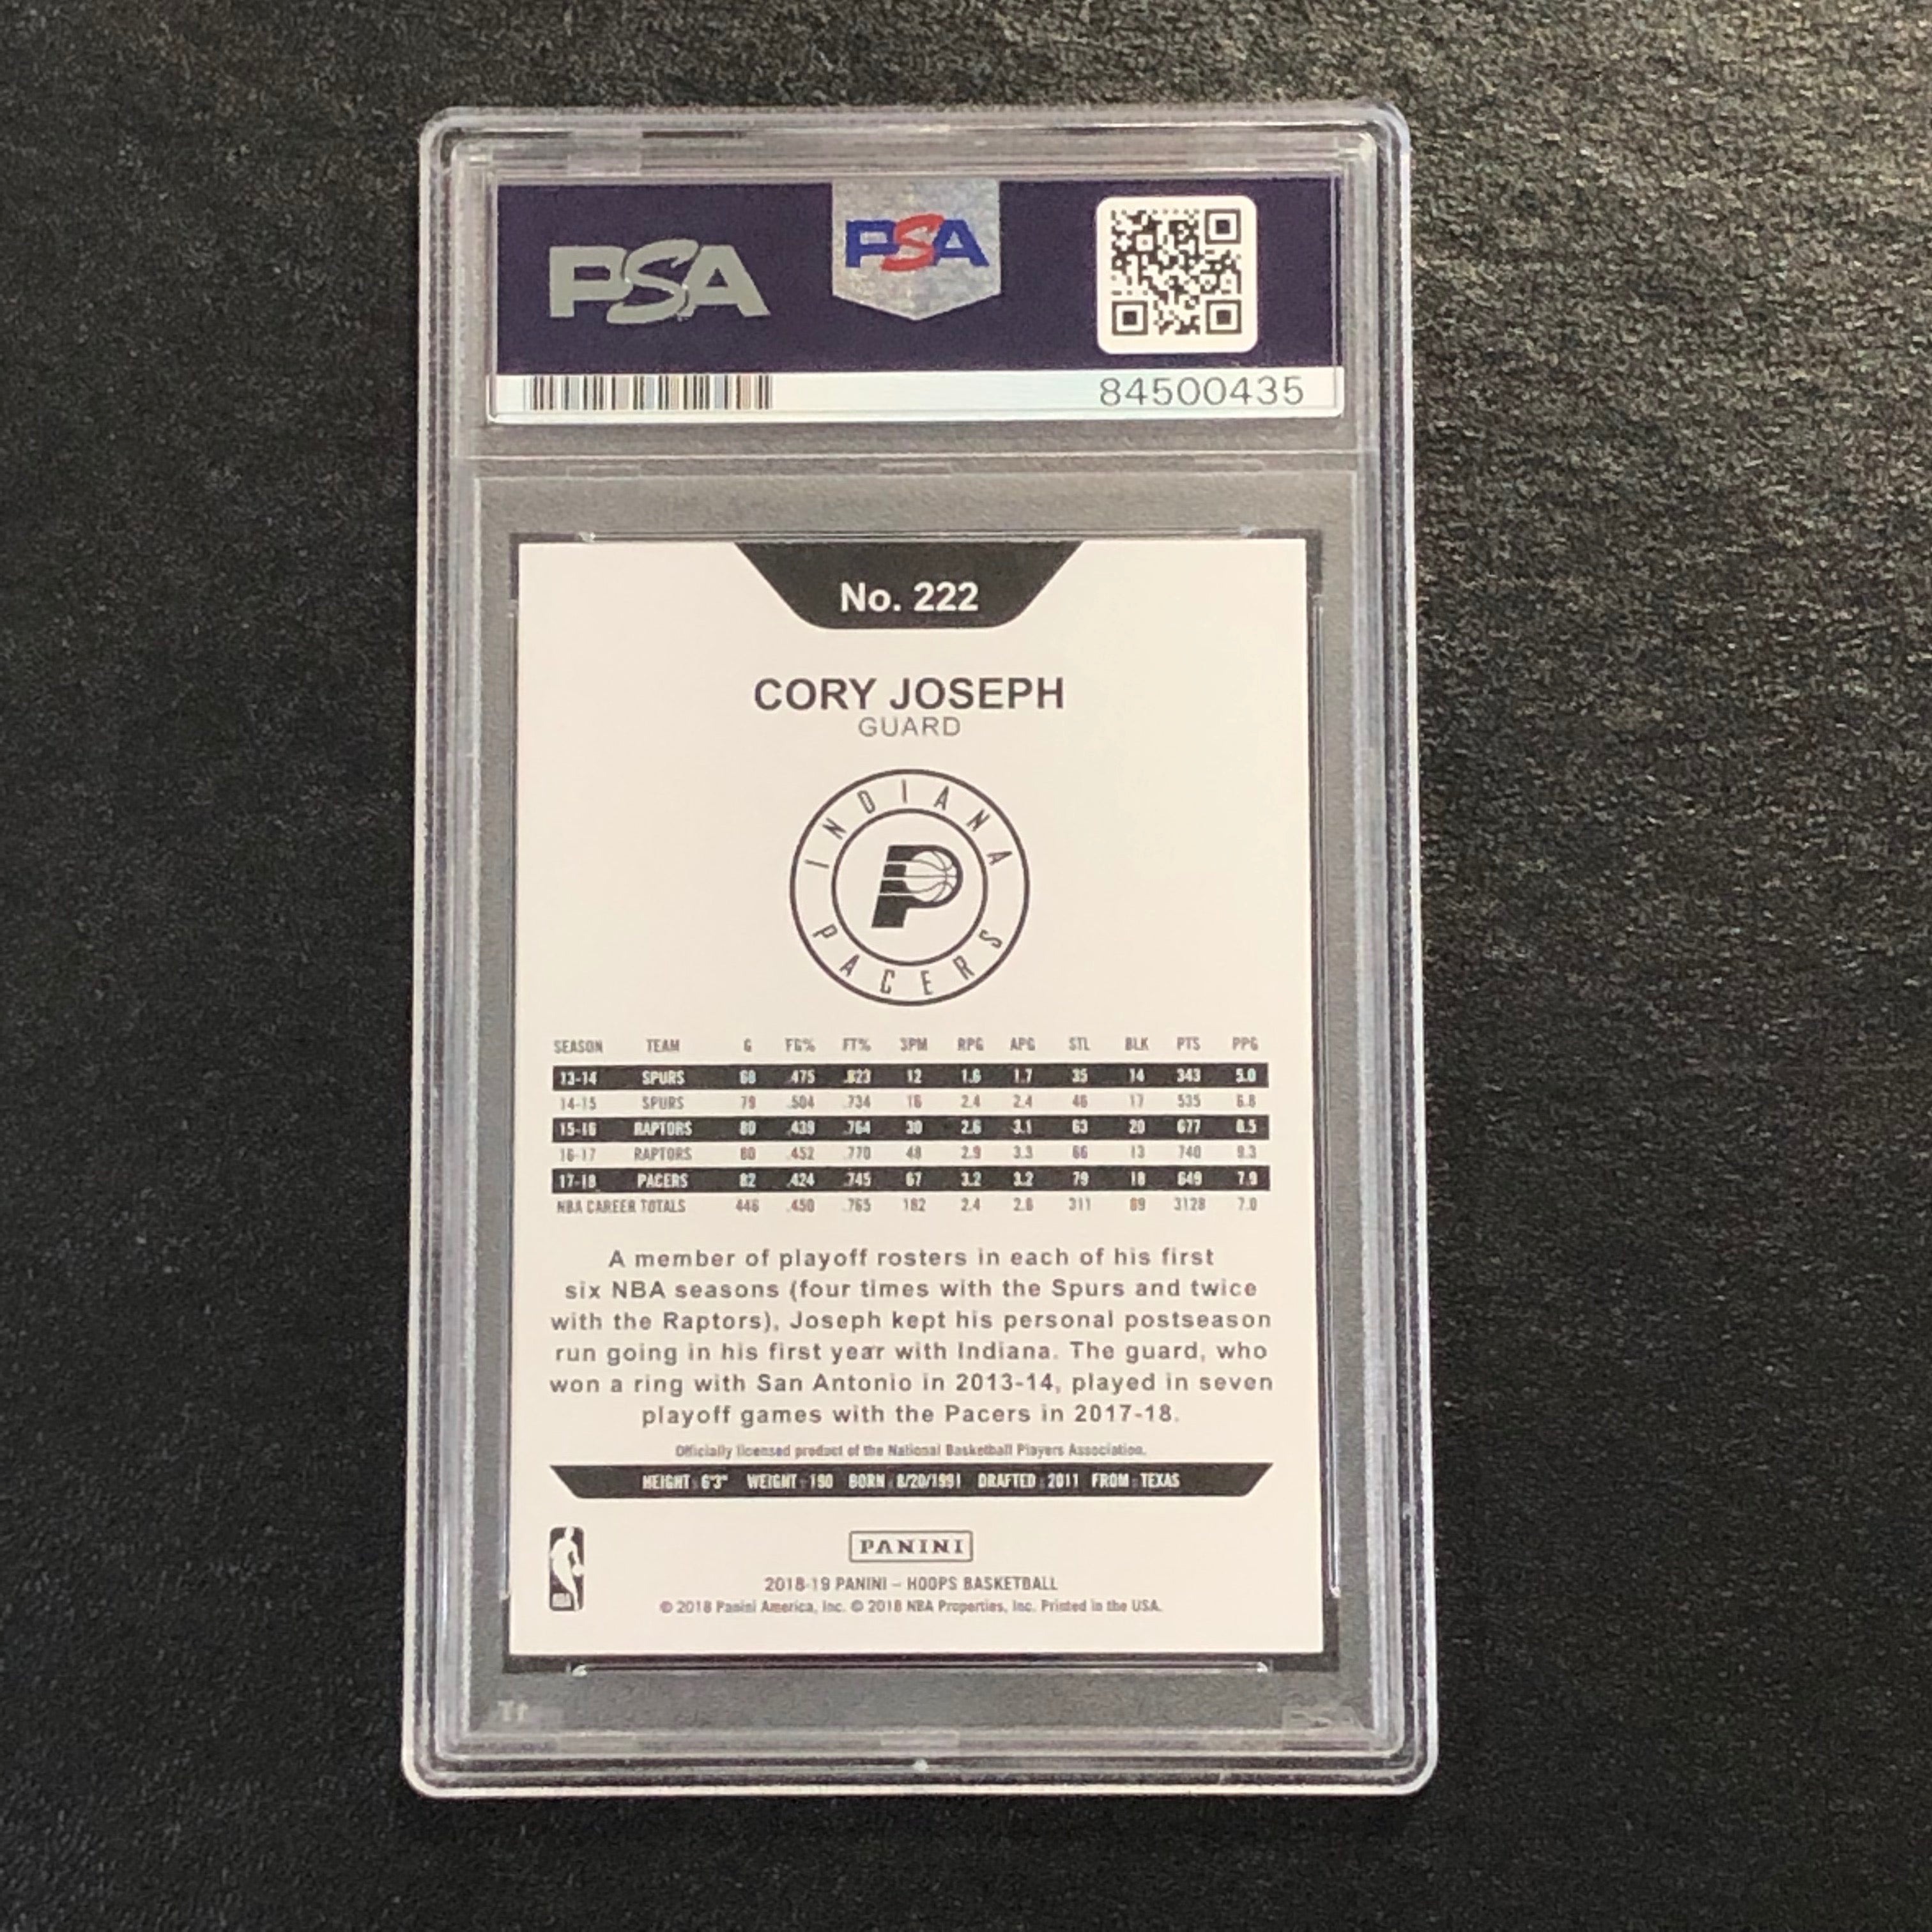 PSA
PSA
84500435
No. 222
CORY JOSEPH
GUARD
INDIANA
PACERS
SEASON TEAM G FG% FT% 3PM RPG APG STL BLK PTS PPG
13-14 SPURS 68 .475 .823 12 1.6 1.7 35 14 343 5.0
14-15 SPURS 79 .504 .734 16 2.4 2.4 46 17 535 6.8
15-16 RAPTORS 80 .439 .764 30 2.6 3.1 63 20 677 8.5
16-17 RAPTORS 80 .452 .770 48 2.9 3.3 66 13 740 9.3
17-18 PACERS 82 .424 .745 67 3.2 3.2 79 18 649 7.9
NBA CAREER TOTALS 446 .450 .765 182 2.4 2.6 311 89 3128 7.0
A member of playoff rosters in each of his first
six NBA seasons (four times with the Spurs and twice
with the Raptors), Joseph kept his personal postseason
run going in his first year with Indiana. The guard, who
won a ring with San Antonio in 2013-14, played in seven
playoff games with the Pacers in 2017-18.
Officially licensed product of the National Basketball Players Association.
HEIGHT: 6'3" WEIGHT: 190 BORN: 8/20/1991 DRAFTED: 2011 FROM: TEXAS
PANINI
2018-19 PANINI – HOOPS BASKETBALL
© 2018 Panini America, Inc. © 2018 NBA Properties, Inc. Printed in the USA.
PSA